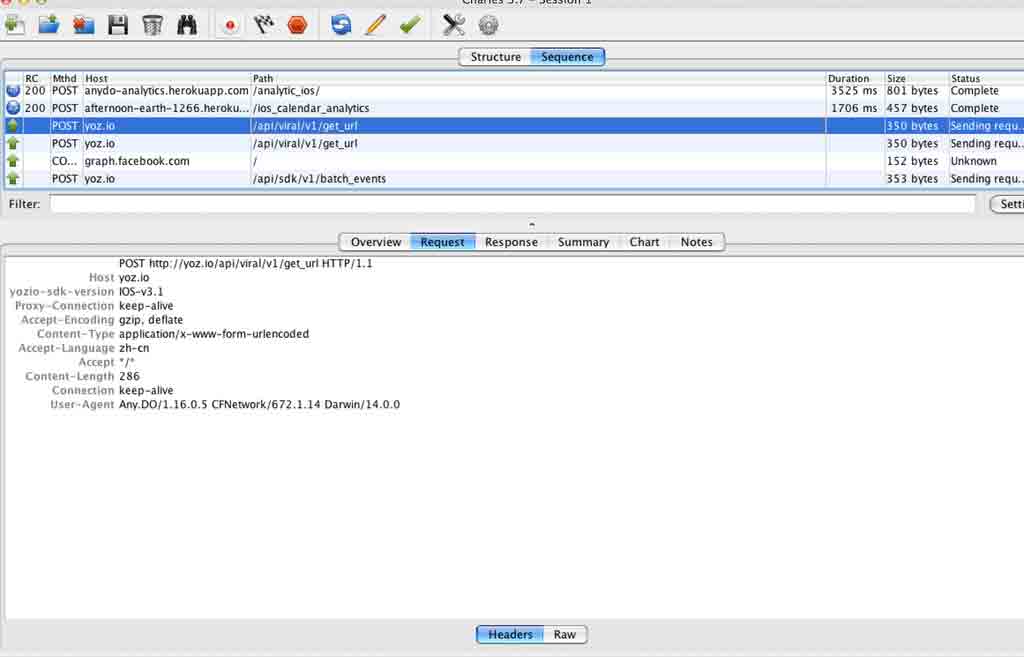 Charles 3.7 - Session 1
Structure Sequence
RC Mthd Host Path Duration Size Status
200 POST anydo-analytics.herokuapp.com /analytic_ios/ 3525 ms 801 bytes Complete
200 POST afternoon-earth-1266.heroku... /ios_calendar_analytics 1706 ms 457 bytes Complete
POST yoz.io /api/viral/v1/get_url 350 bytes Sending requ...
POST yoz.io /api/viral/v1/get_url 350 bytes Sending requ...
CO... graph.facebook.com / 152 bytes Unknown
POST yoz.io /api/sdk/v1/batch_events 353 bytes Sending requ...
Filter: Setti
Overview Request Response Summary Chart Notes
POST http://yoz.io/api/viral/v1/get_url HTTP/1.1
Host yoz.io
yozio-sdk-version IOS-v3.1
Proxy-Connection keep-alive
Accept-Encoding gzip, deflate
Content-Type application/x-www-form-urlencoded
Accept-Language zh-cn
Accept */*
Content-Length 286
Connection keep-alive
User-Agent Any.DO/1.16.0.5 CFNetwork/672.1.14 Darwin/14.0.0
Headers Raw